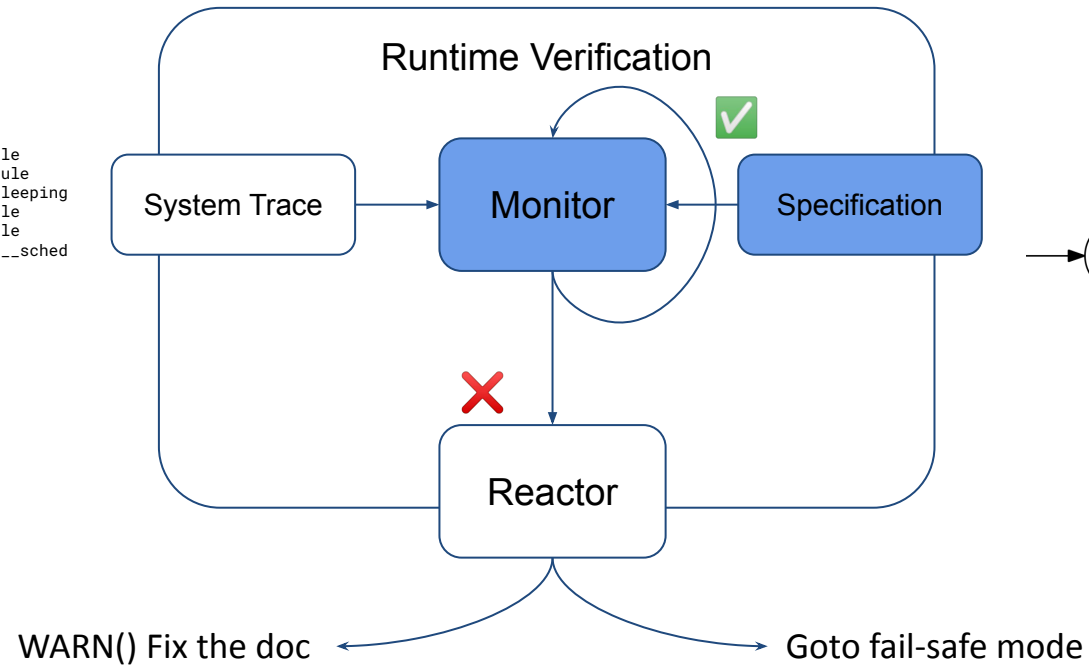 Runtime Verification
le
ule
leeping
le
le
__sched
System Trace
Monitor
Specification
Reactor
WARN() Fix the doc
Goto fail-safe mode